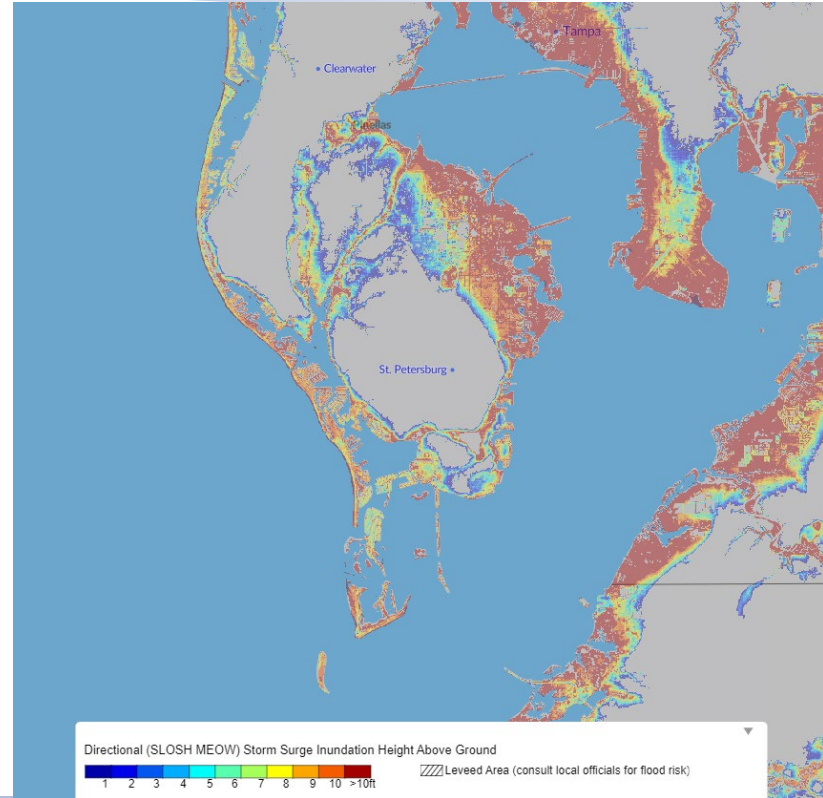 Tampa
Clearwater
Pinellas
St. Petersburg
Directional (SLOSH MEOW) Storm Surge Inundation Height Above Ground
1 2 3 4 5 6 7 8 9 10 >10ft
Leveed Area (consult local officials for flood risk)